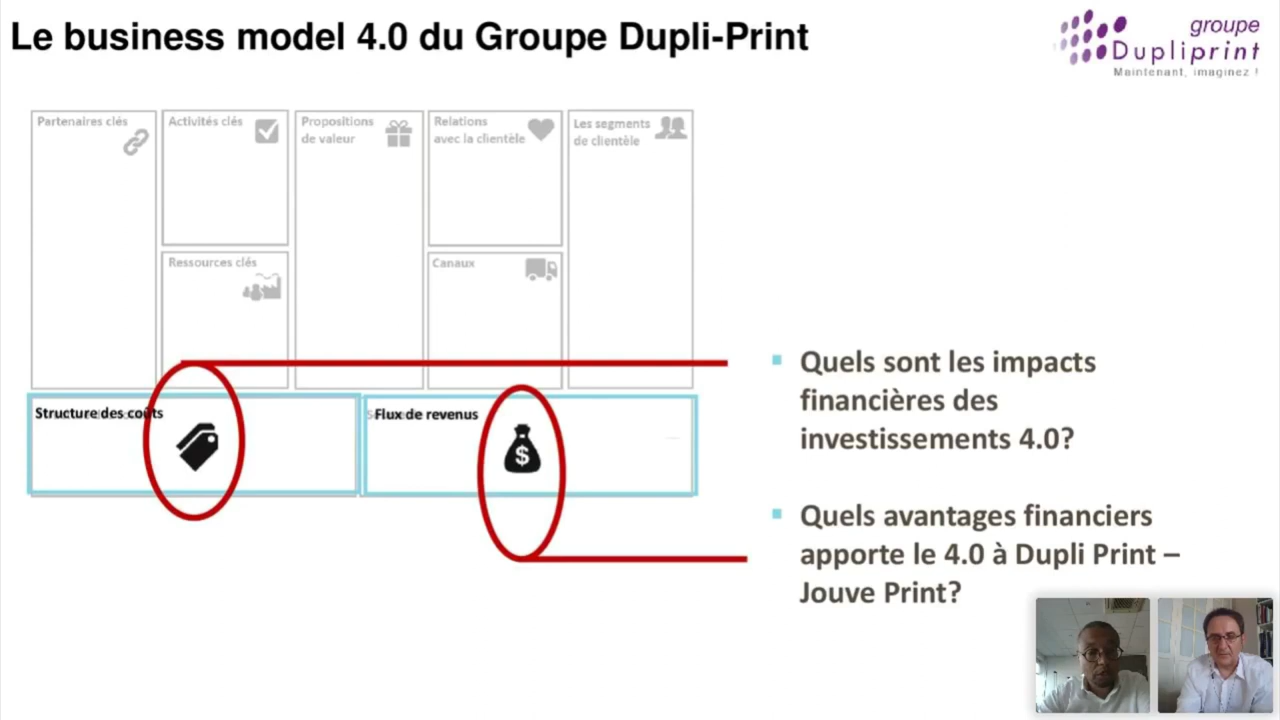 Le business model 4.0 du Groupe Dupli-Print
groupe
Dupliprint
Maintenant, imaginez !
Partenaires clés
Activités clés
Propositions
de valeur
Relations
avec la clientèle
Les segments
de clientèle
Ressources clés
Canaux
Structure des coûts
Flux de revenus
$
Quels sont les impacts
financières des
investissements 4.0?
Quels avantages financiers
apporte le 4.0 à Dupli Print –
Jouve Print?